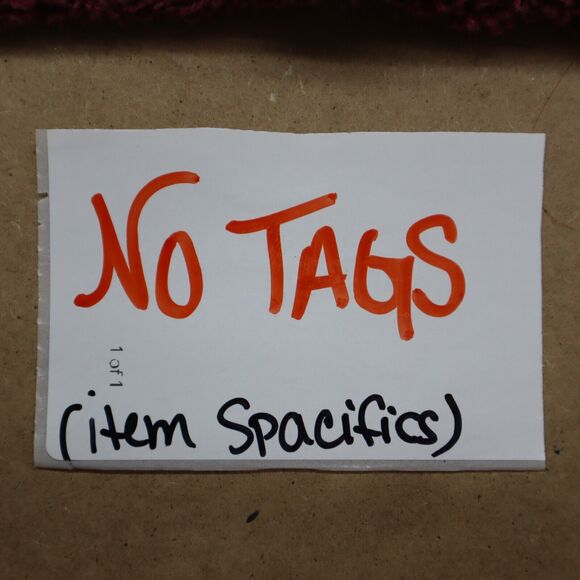 NO TAGS
1 of 1
(item Spacifics)